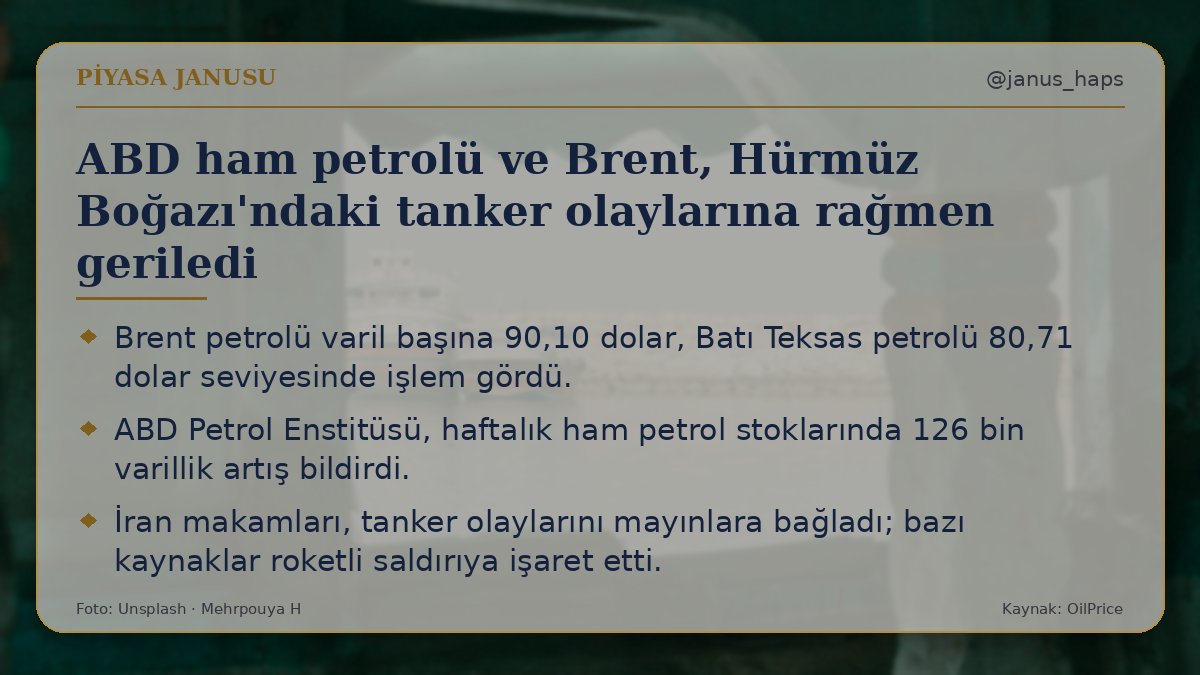 PİYASA JANUSU
@janus_haps
ABD ham petrolü ve Brent, Hürmüz
Boğazı'ndaki tanker olaylarına rağmen
geriledi
Brent petrolü varil başına 90,10 dolar, Batı Teksas petrolü 80,71
dolar seviyesinde işlem gördü.
ABD Petrol Enstitüsü, haftalık ham petrol stoklarında 126 bin
varillik artış bildirdi.
İran makamları, tanker olaylarını mayınlara bağladı; bazı
kaynaklar roketli saldırıya işaret etti.
Foto: Unsplash · Mehrpouya H
Kaynak: OilPrice